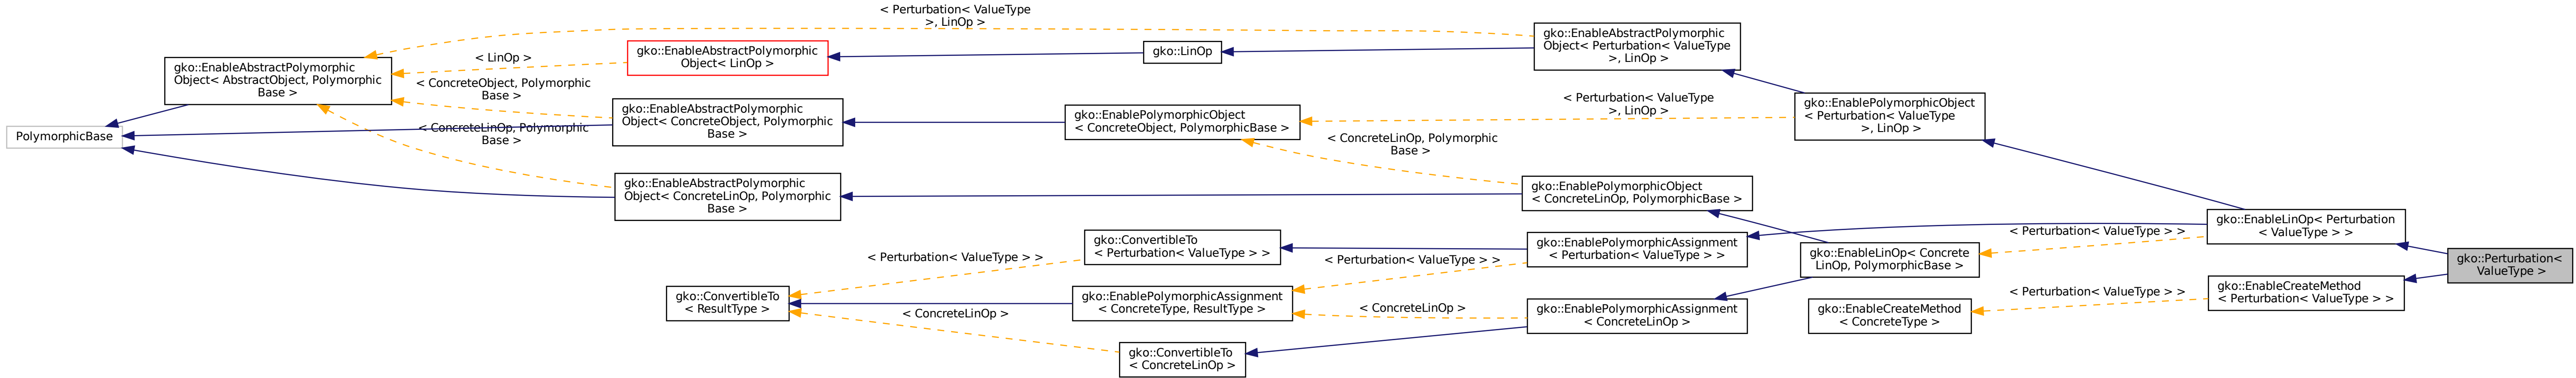 PolymorphicBase
gko::EnableAbstractPolymorphic
Object< AbstractObject, Polymorphic
Base >
< Perturbation< ValueType
>, LinOp >
< LinOp >
< ConcreteObject, Polymorphic
Base >
< ConcreteLinOp, Polymorphic
Base >
gko::EnableAbstractPolymorphic
Object< LinOp >
gko::EnableAbstractPolymorphic
Object< ConcreteObject, Polymorphic
Base >
gko::EnableAbstractPolymorphic
Object< ConcreteLinOp, Polymorphic
Base >
gko::ConvertibleTo
< ResultType >
< Perturbation< ValueType > >
< ConcreteLinOp >
gko::LinOp
gko::EnablePolymorphicObject
< ConcreteObject, PolymorphicBase >
gko::ConvertibleTo
< Perturbation< ValueType > >
gko::EnablePolymorphicAssignment
< ConcreteType, ResultType >
gko::ConvertibleTo
< ConcreteLinOp >
< ConcreteLinOp, Polymorphic
Base >
< Perturbation< ValueType > >
< ConcreteLinOp >
gko::EnableAbstractPolymorphic
Object< Perturbation< ValueType
>, LinOp >
< Perturbation< ValueType
>, LinOp >
gko::EnablePolymorphicObject
< ConcreteLinOp, PolymorphicBase >
gko::EnablePolymorphicAssignment
< Perturbation< ValueType > >
gko::EnablePolymorphicAssignment
< ConcreteLinOp >
gko::EnablePolymorphicObject
< Perturbation< ValueType
>, LinOp >
gko::EnableLinOp< Concrete
LinOp, PolymorphicBase >
gko::EnableCreateMethod
< ConcreteType >
< Perturbation< ValueType > >
< Perturbation< ValueType > >
gko::EnableLinOp< Perturbation
< ValueType > >
gko::EnableCreateMethod
< Perturbation< ValueType > >
gko::Perturbation<
ValueType >